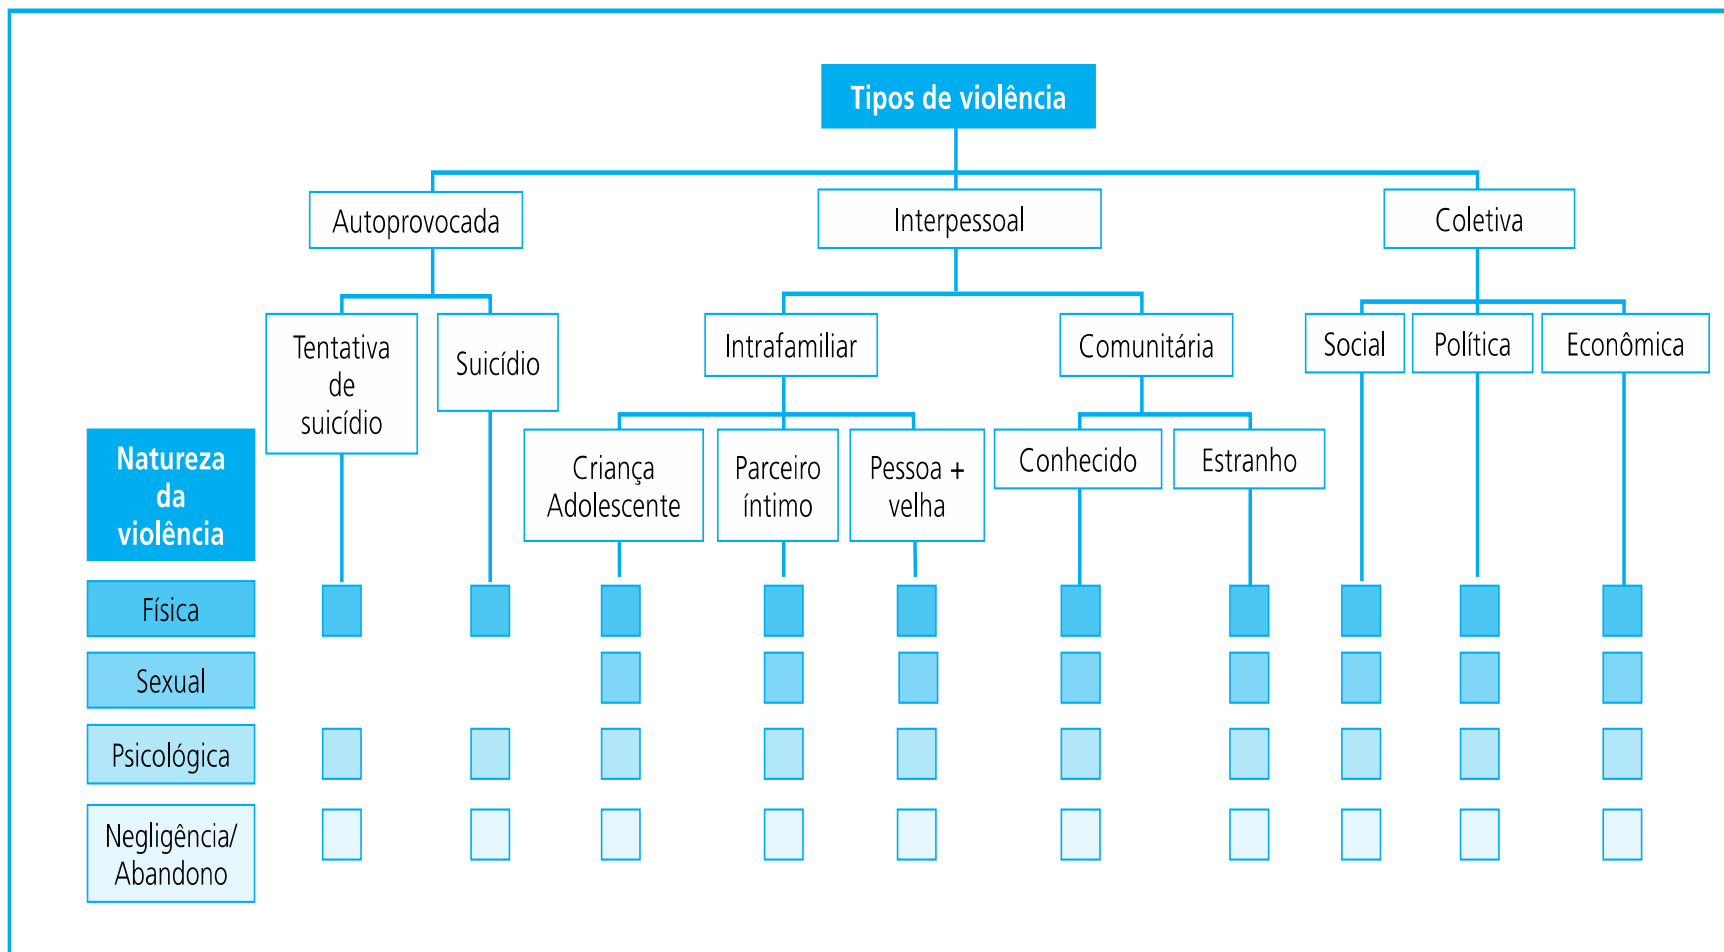 Tipos de violência
Autoprovocada
Interpessoal
Coletiva
Tentativa
de
suicídio
Suicídio
Intrafamiliar
Comunitária
Social
Política
Econômica
Natureza
da
violência
Criança
Adolescente
Parceiro
íntimo
Pessoa +
velha
Conhecido
Estranho
Física
Sexual
Psicológica
Negligência/
Abandono